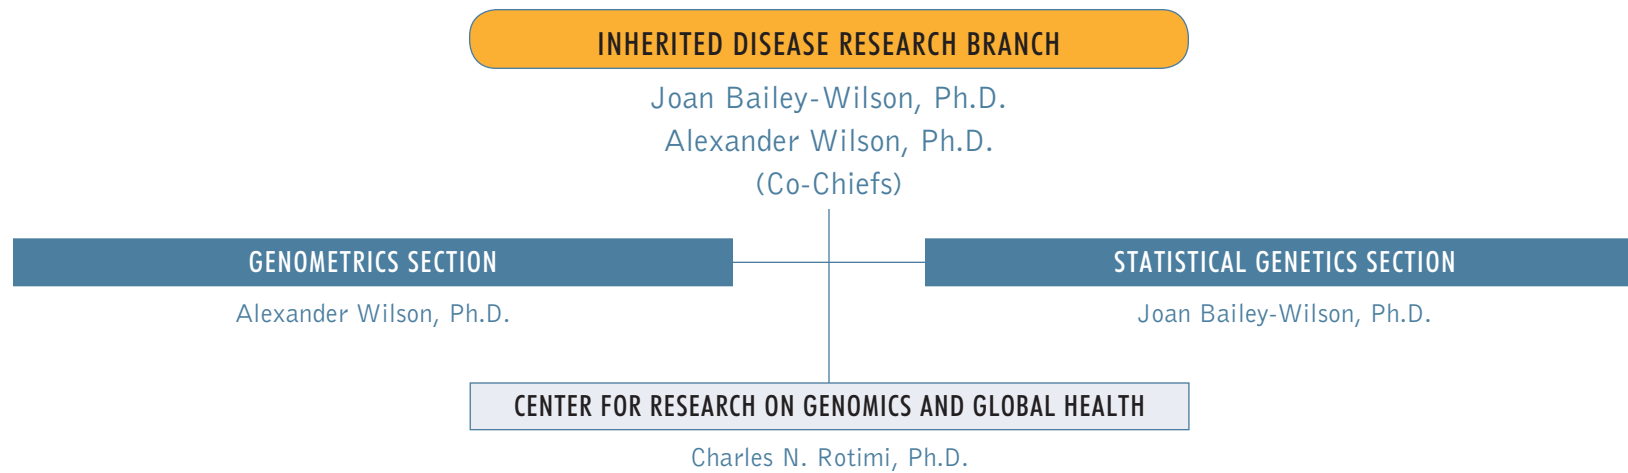 INHERITED DISEASE RESEARCH BRANCH
Joan Bailey-Wilson, Ph.D.
Alexander Wilson, Ph.D.
(Co-Chiefs)
GENOMETRICS SECTION
Alexander Wilson, Ph.D.
STATISTICAL GENETICS SECTION
Joan Bailey-Wilson, Ph.D.
CENTER FOR RESEARCH ON GENOMICS AND GLOBAL HEALTH
Charles N. Rotimi, Ph.D.